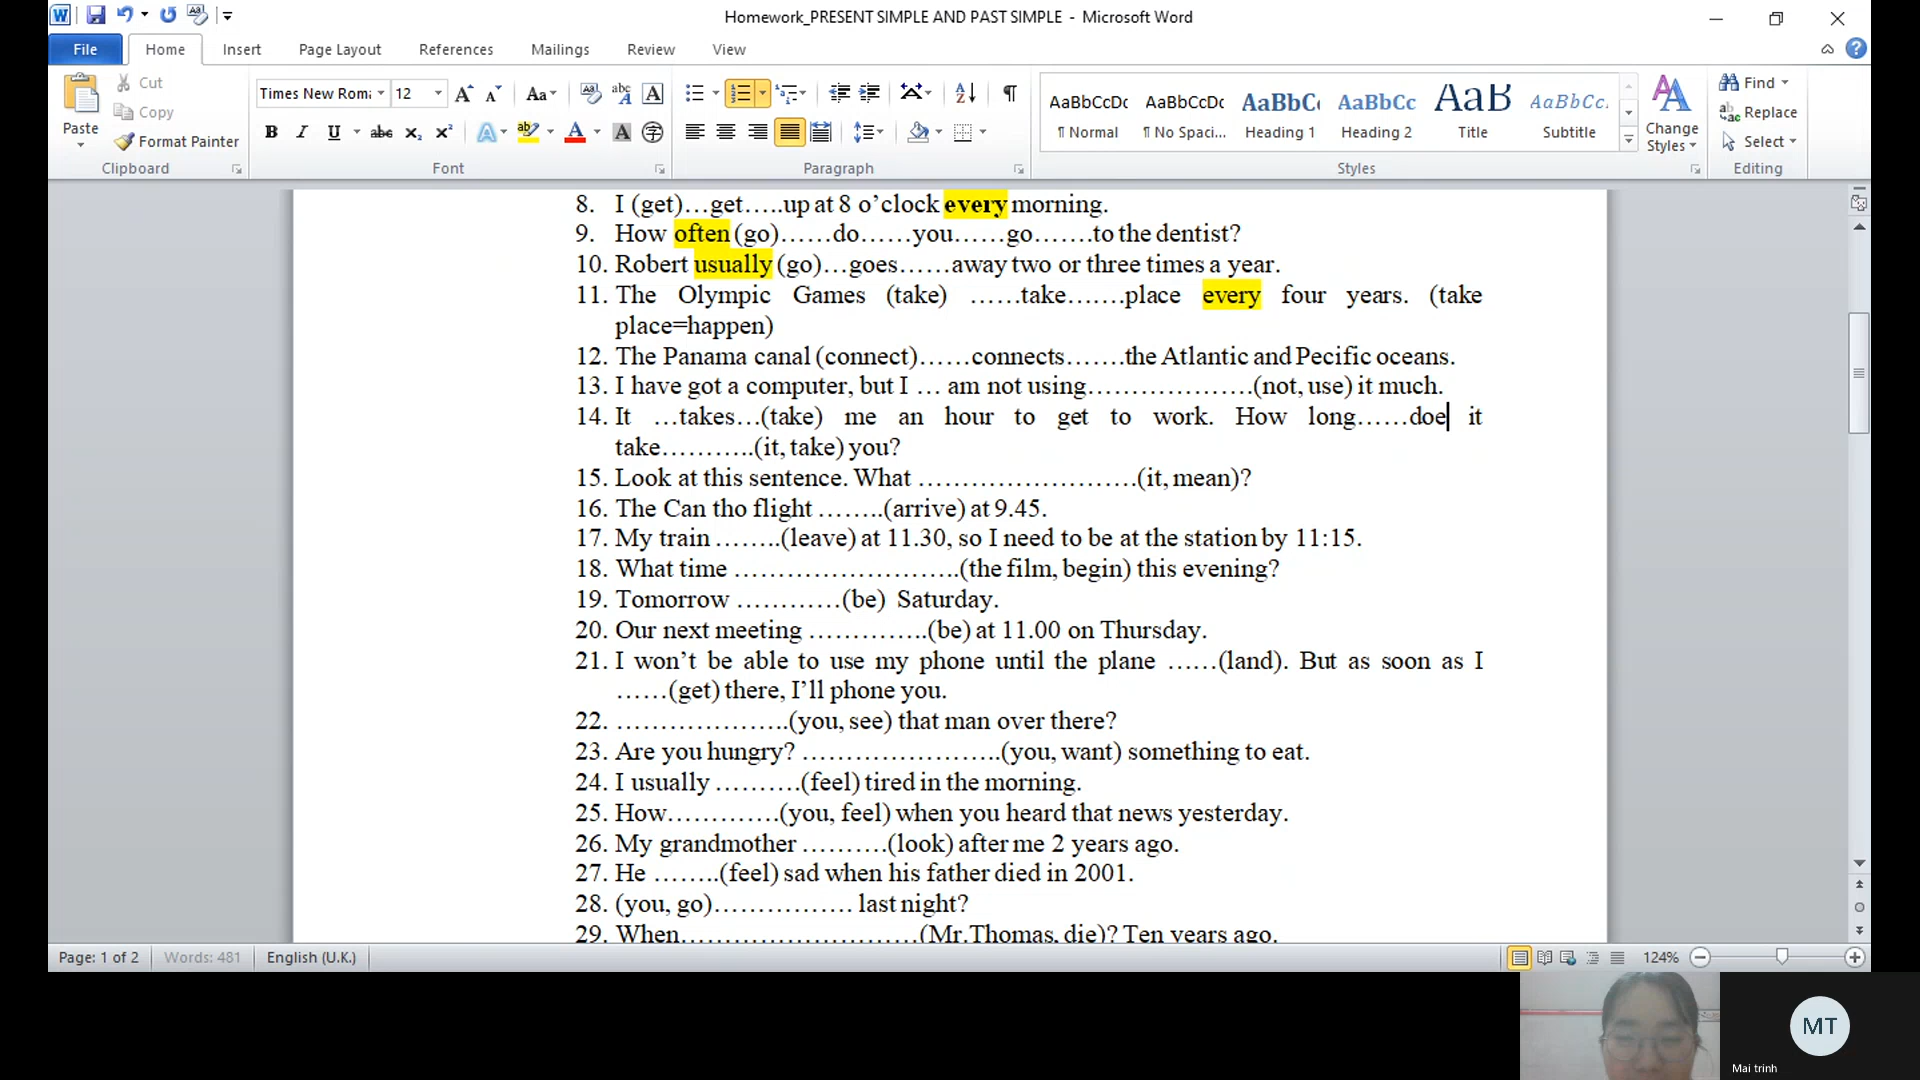 Homework_PRESENT SIMPLE AND PAST SIMPLE - Microsoft Word
File Home Insert Page Layout References Mailings Review View
Paste
Cut
Copy
Format Painter
Clipboard
Times New Roma 12
Font
Paragraph
AaBbCcDc AaBbCcDc AaBbC AaBbCc AaB AaBbCc.
¶ Normal ¶ No Spaci... Heading 1 Heading 2 Title Subtitle
Change
Styles
Styles
Find
Replace
Select
Editing
8. I (get)…get…..up at 8 o’clock every morning.
9. How often (go)……do……you……go…….to the dentist?
10. Robert usually (go)…goes……away two or three times a year.
11. The Olympic Games (take) ……take…….place every four years. (take
place=happen)
12. The Panama canal (connect)……connects…….the Atlantic and Pecific oceans.
13. I have got a computer, but I … am not using……………….(not, use) it much.
14. It …takes…(take) me an hour to get to work. How long……doe it
take………..(it, take) you?
15. Look at this sentence. What …………………….(it, mean)?
16. The Can tho flight ……..(arrive) at 9.45.
17. My train ……..(leave) at 11.30, so I need to be at the station by 11:15.
18. What time …………………….(the film, begin) this evening?
19. Tomorrow …………(be) Saturday.
20. Our next meeting …………..(be) at 11.00 on Thursday.
21. I won’t be able to use my phone until the plane ……(land). But as soon as I
……(get) there, I’ll phone you.
22. ………………..(you, see) that man over there?
23. Are you hungry? ………………….(you, want) something to eat.
24. I usually ……….(feel) tired in the morning.
25. How………….(you, feel) when you heard that news yesterday.
26. My grandmother ……….(look) after me 2 years ago.
27. He ……..(feel) sad when his father died in 2001.
28. (you, go)……………. last night?
29. When………………………(Mr.Thomas, die)? Ten years ago.
Page: 1 of 2 Words: 481 English (U.K.) 124%
MT
Mai trinh